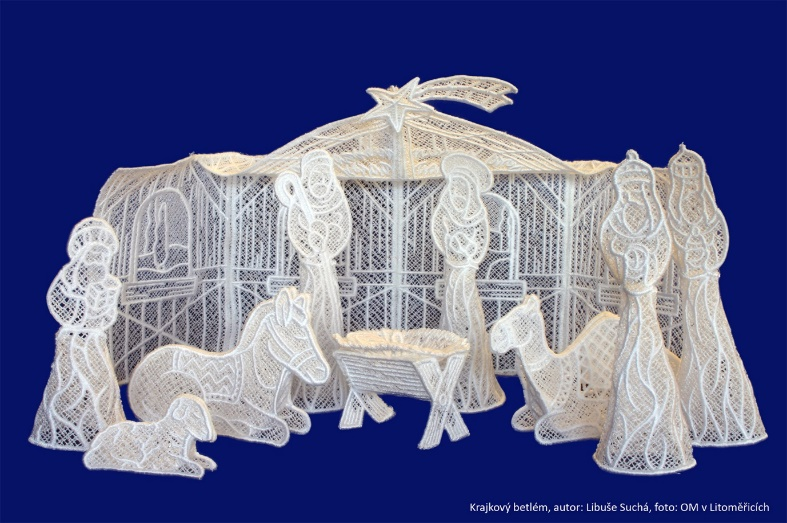 Krajkový betlém, autor: Libuše Suchá, foto: OM v Litoměřicích